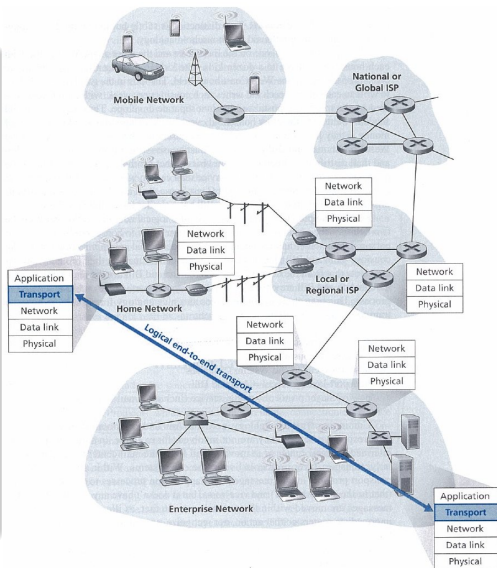 Mobile Network
National or
Global ISP
Network
Data link
Physical
Network
Data link
Physical
Local or
Regional ISP
Network
Data link
Physical
Home Network
Application
Transport
Network
Data link
Physical
Logical end-to-end transport
Network
Data link
Physical
Network
Data link
Physical
Enterprise Network
Application
Transport
Network
Data link
Physical